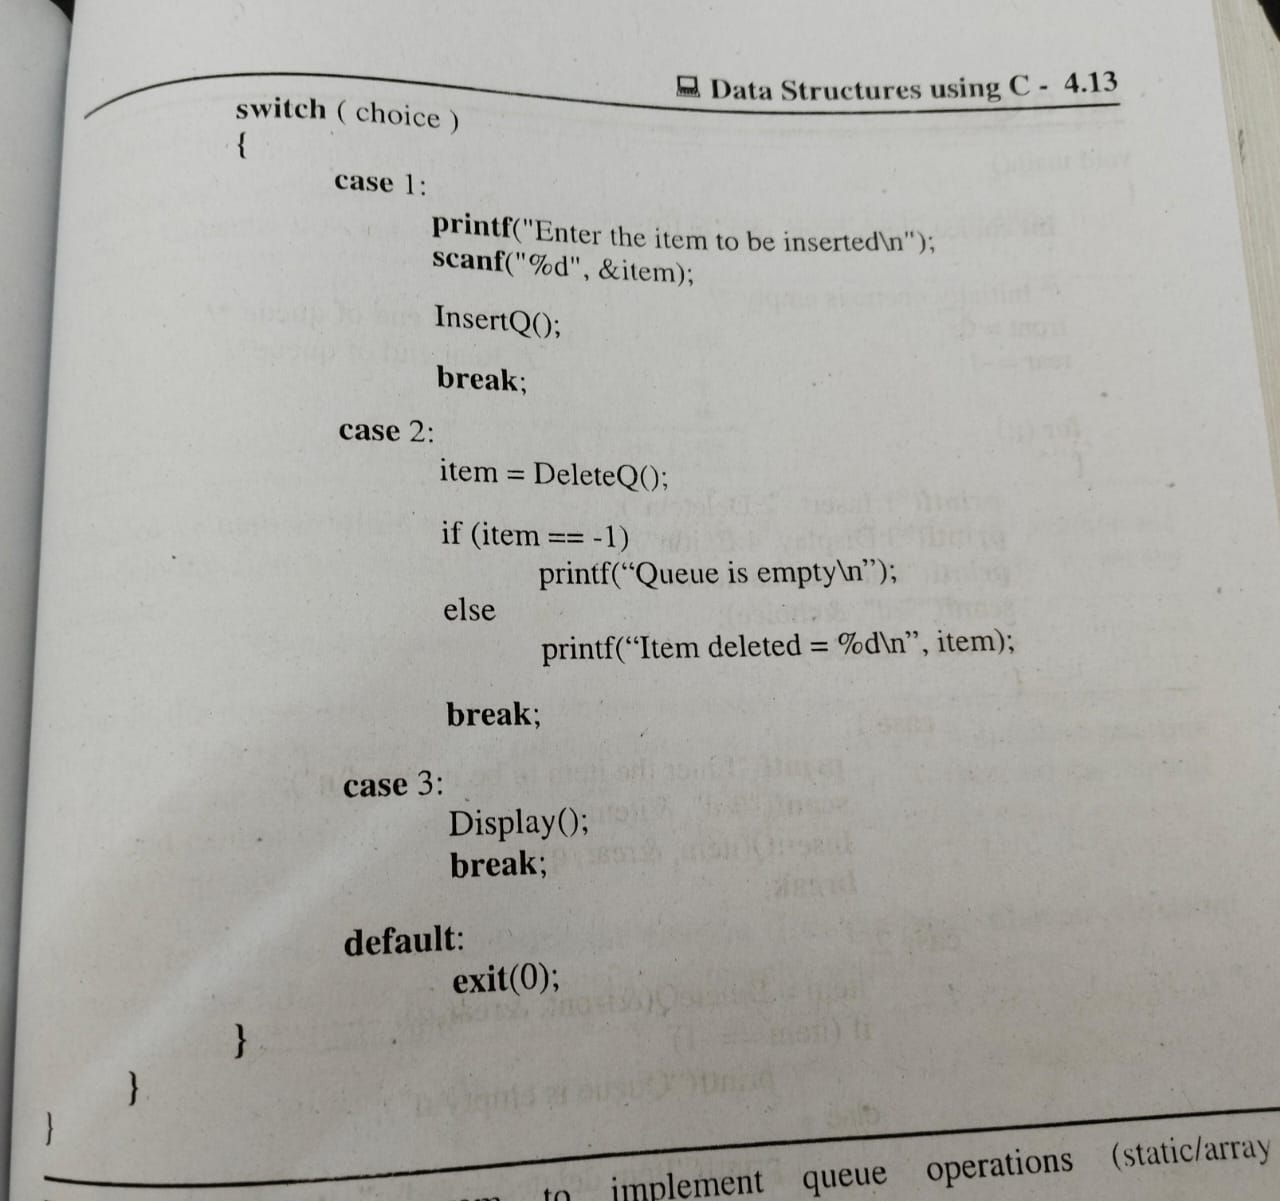 Data Structures using C - 4.13
switch ( choice )
{
case 1:
printf("Enter the item to be inserted\n");
scanf("%d", &item);
InsertQ();
break;
case 2:
item = DeleteQ();
if (item == -1)
printf(“Queue is empty\n”);
else
printf(“Item deleted = %d\n”, item);
break;
case 3:
Display();
break;
default:
exit(0);
}
}
}
to implement queue operations (static/array